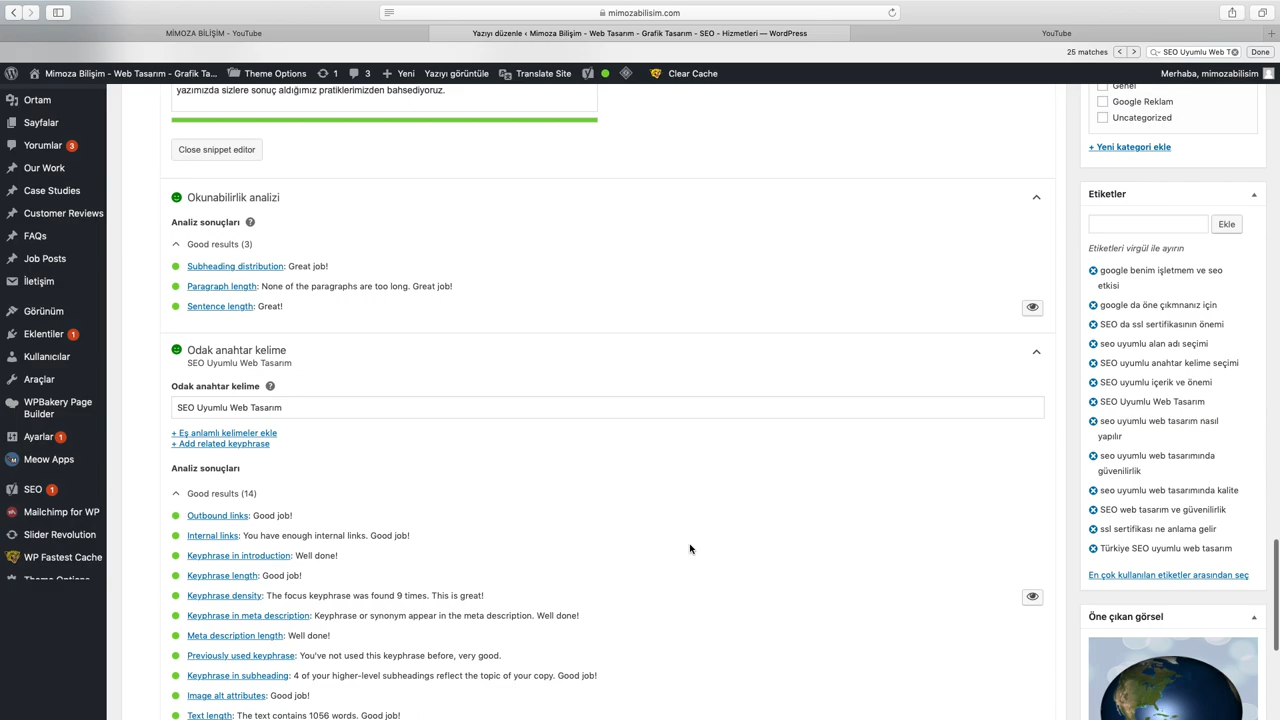 mimozabilisim.com
MİMOZA BİLİŞİM - YouTube
Yazıyı düzenle ‹ Mimoza Bilişim - Web Tasarım - Grafik Tasarım - SEO - Hizmetleri — WordPress
YouTube
25 matches
SEO Uyumlu Web T
Done
Mimoza Bilişim - Web Tasarım - Grafik Ta...
Theme Options
1
3
Yeni
Yazıyı görüntüle
Translate Site
Clear Cache
Merhaba, mimozabilisim
Ortam
Sayfalar
Yorumlar 3
Our Work
Case Studies
Customer Reviews
FAQs
Job Posts
İletişim
Görünüm
Eklentiler 1
Kullanıcılar
Araçlar
WPBakery Page
Builder
Ayarlar 1
Meow Apps
SEO 1
Mailchimp for WP
Slider Revolution
WP Fastest Cache
Theme Options
yazımızda sizlere sonuç aldığımız pratiklerimizden bahsediyoruz.
Close snippet editor
Okunabilirlik analizi
Analiz sonuçları
Good results (3)
Subheading distribution: Great job!
Paragraph length: None of the paragraphs are too long. Great job!
Sentence length: Great!
Odak anahtar kelime
SEO Uyumlu Web Tasarım
Odak anahtar kelime
SEO Uyumlu Web Tasarım
+ Eş anlamlı kelimeler ekle
+ Add related keyphrase
Analiz sonuçları
Good results (14)
Outbound links: Good job!
Internal links: You have enough internal links. Good job!
Keyphrase in introduction: Well done!
Keyphrase length: Good job!
Keyphrase density: The focus keyphrase was found 9 times. This is great!
Keyphrase in meta description: Keyphrase or synonym appear in the meta description. Well done!
Meta description length: Well done!
Previously used keyphrase: You've not used this keyphrase before, very good.
Keyphrase in subheading: 4 of your higher-level subheadings reflect the topic of your copy. Good job!
Image alt attributes: Good job!
Text length: The text contains 1056 words. Good job!
Genel
Google Reklam
Uncategorized
+ Yeni kategori ekle
Etiketler
Ekle
Etiketleri virgül ile ayırın
google benim işletmem ve seo
etkisi
google da öne çıkmnanız için
SEO da ssl sertifikasının önemi
seo uyumlu alan adı seçimi
SEO uyumlu anahtar kelime seçimi
SEO uyumlu içerik ve önemi
SEO Uyumlu Web Tasarım
seo uyumlu web tasarım nasıl
yapılır
seo uyumlu web tasarımında
güvenilirlik
seo uyumlu web tasarımında kalite
SEO web tasarım ve güvenilirlik
ssl sertifikası ne anlama gelir
Türkiye SEO uyumlu web tasarım
En çok kullanılan etiketler arasından seç
Öne çıkan görsel